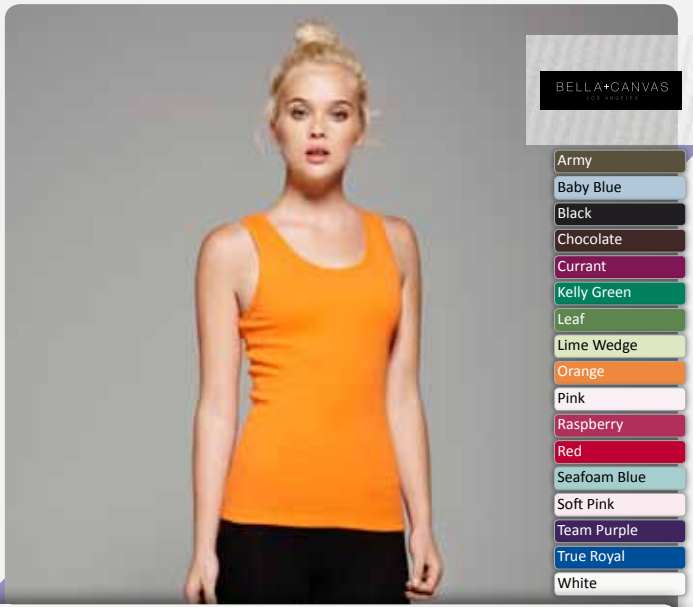 BELLA+CANVAS
LOS ANGELES
Army
Baby Blue
Black
Chocolate
Currant
Kelly Green
Leaf
Lime Wedge
Orange
Pink
Raspberry
Red
Seafoam Blue
Soft Pink
Team Purple
True Royal
White